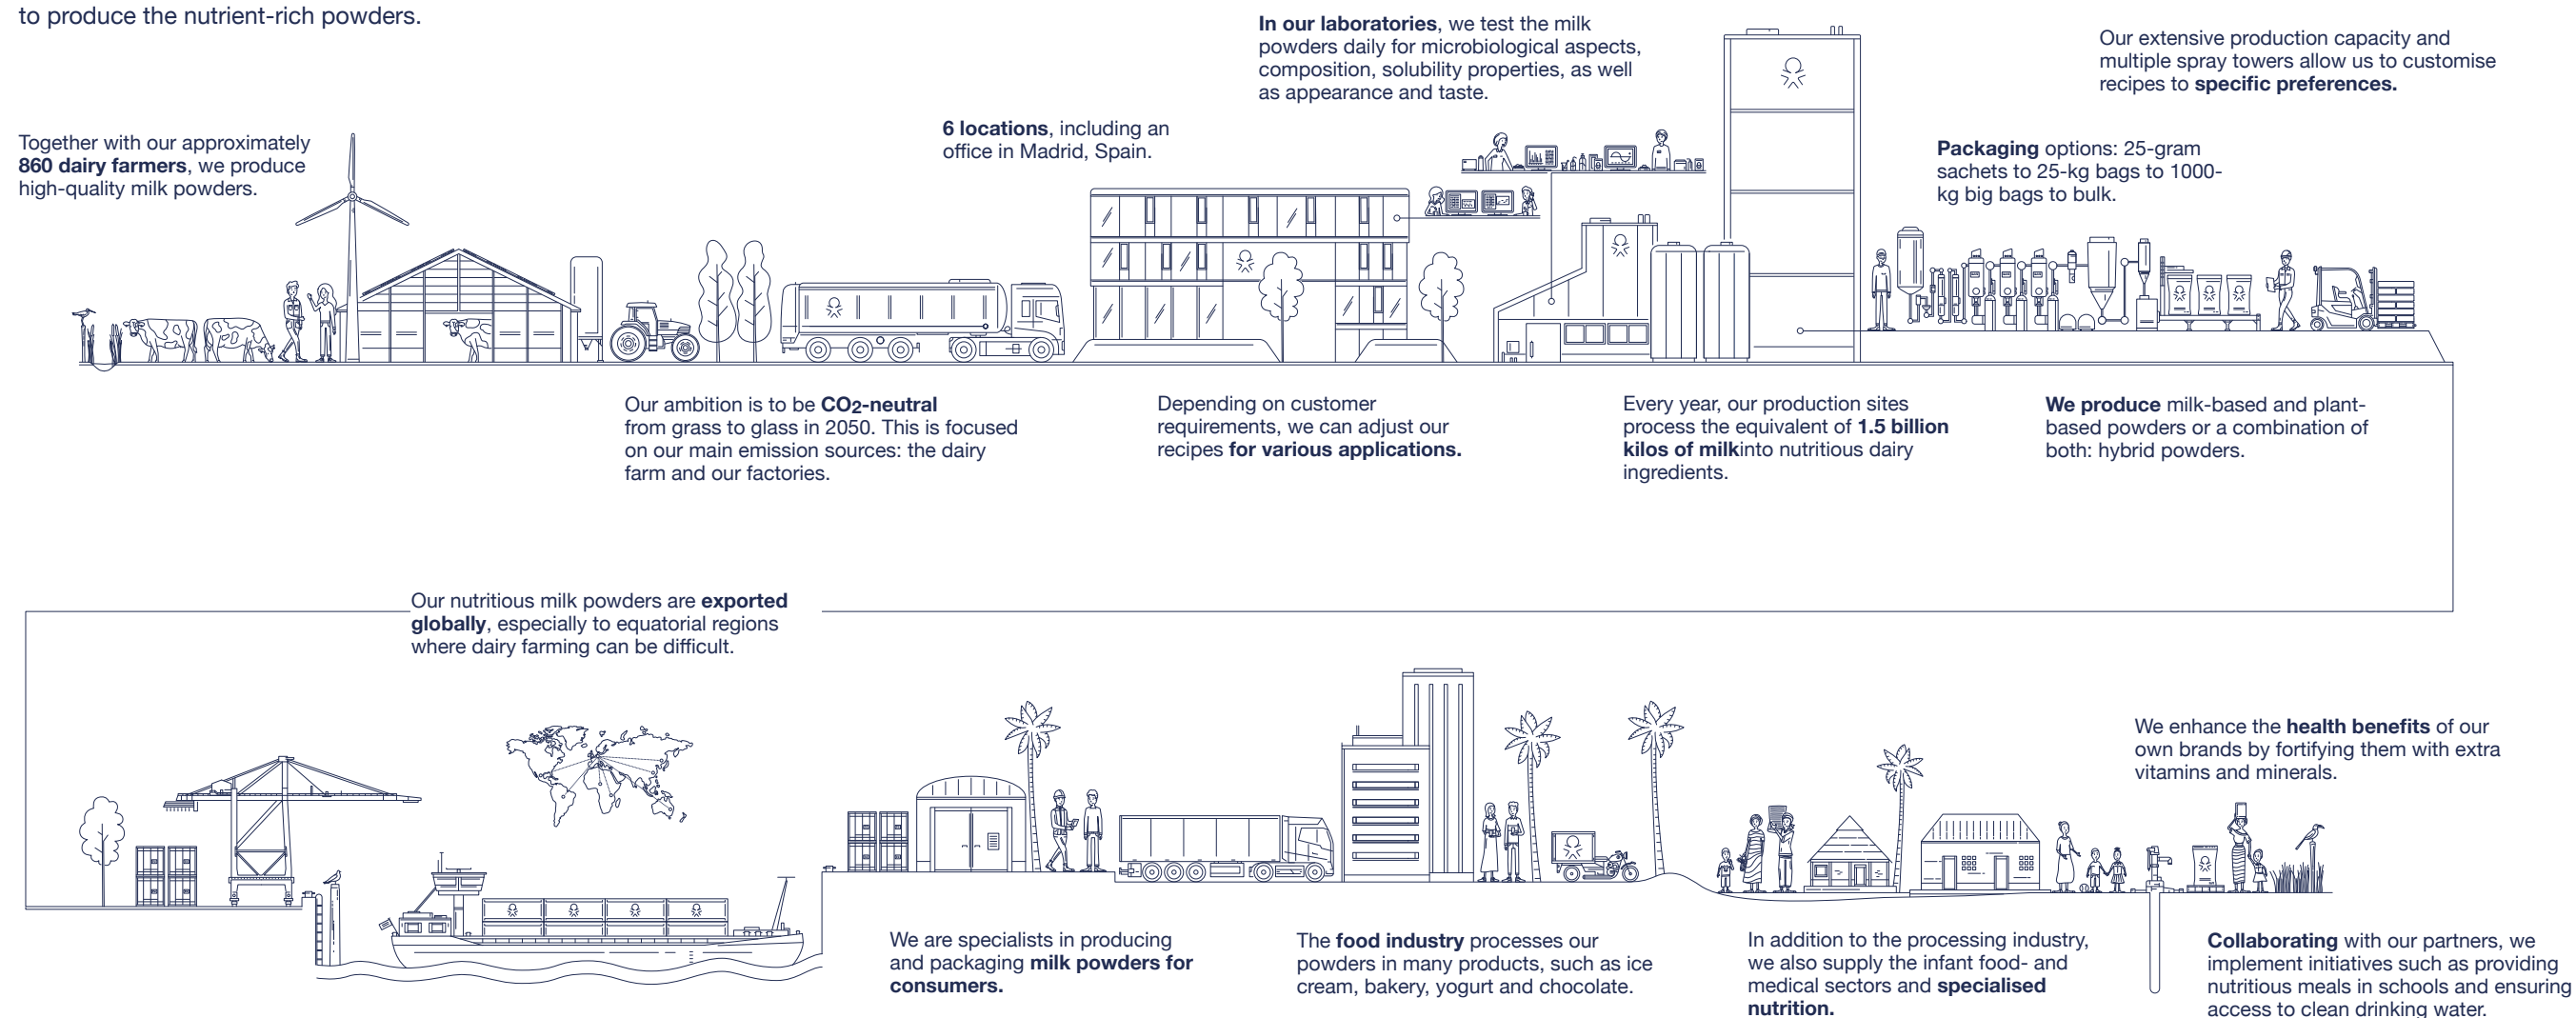 to produce the nutrient-rich powders.
Together with our approximately
860 dairy farmers, we produce
high-quality milk powders.
6 locations, including an
office in Madrid, Spain.
In our laboratories, we test the milk
powders daily for microbiological aspects,
composition, solubility properties, as well
as appearance and taste.
Our extensive production capacity and
multiple spray towers allow us to customise
recipes to specific preferences.
Packaging options: 25-gram
sachets to 25-kg bags to 1000-
kg big bags to bulk.
Our ambition is to be CO2-neutral
from grass to glass in 2050. This is focused
on our main emission sources: the dairy
farm and our factories.
Depending on customer
requirements, we can adjust our
recipes for various applications.
Every year, our production sites
process the equivalent of 1.5 billion
kilos of milkinto nutritious dairy
ingredients.
We produce milk-based and plant-
based powders or a combination of
both: hybrid powders.
Our nutritious milk powders are exported
globally, especially to equatorial regions
where dairy farming can be difficult.
We enhance the health benefits of our
own brands by fortifying them with extra
vitamins and minerals.
We are specialists in producing
and packaging milk powders for
consumers.
The food industry processes our
powders in many products, such as ice
cream, bakery, yogurt and chocolate.
In addition to the processing industry,
we also supply the infant food- and
medical sectors and specialised
nutrition.
Collaborating with our partners, we
implement initiatives such as providing
nutritious meals in schools and ensuring
access to clean drinking water.